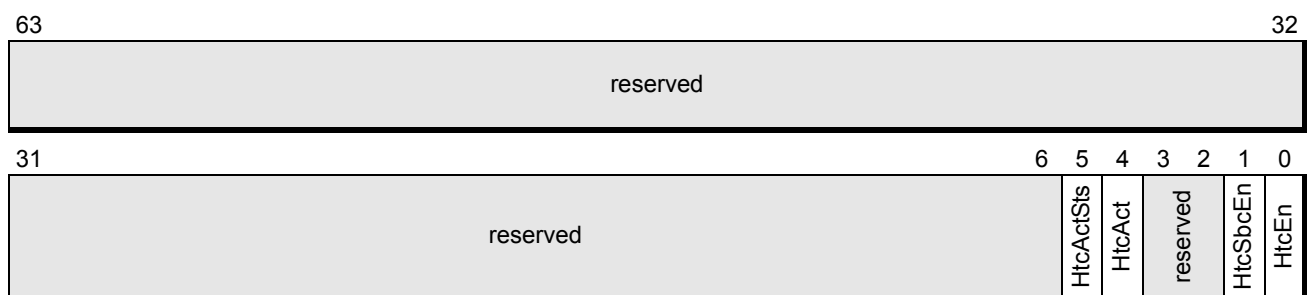 63 32
reserved
31 6 5 4 3 2 1 0
reserved HtcActSts HtcAct reserved HtcSbcEn HtcEn